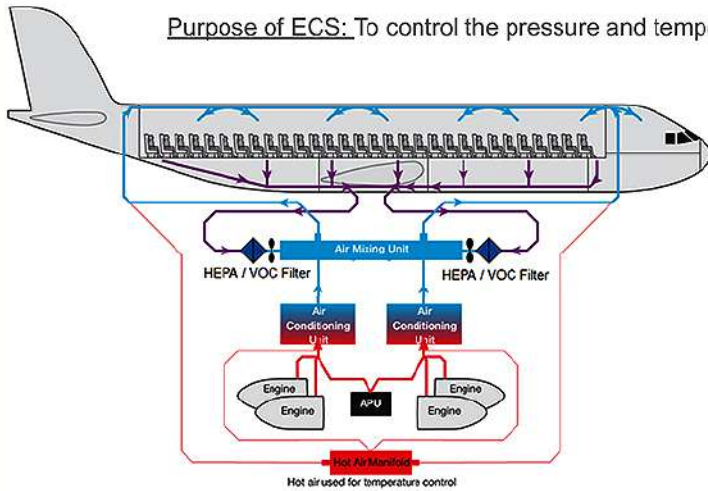 Purpose of ECS: To control the pressure and temp
Air Mixing Unit
HEPA / VOC Filter
HEPA / VOC Filter
Air
Conditioning
Unit
Air
Conditioning
Unit
Engine
Engine
APU
Engine
Engine
Hot Air Manifold
Hot air used for temperature control